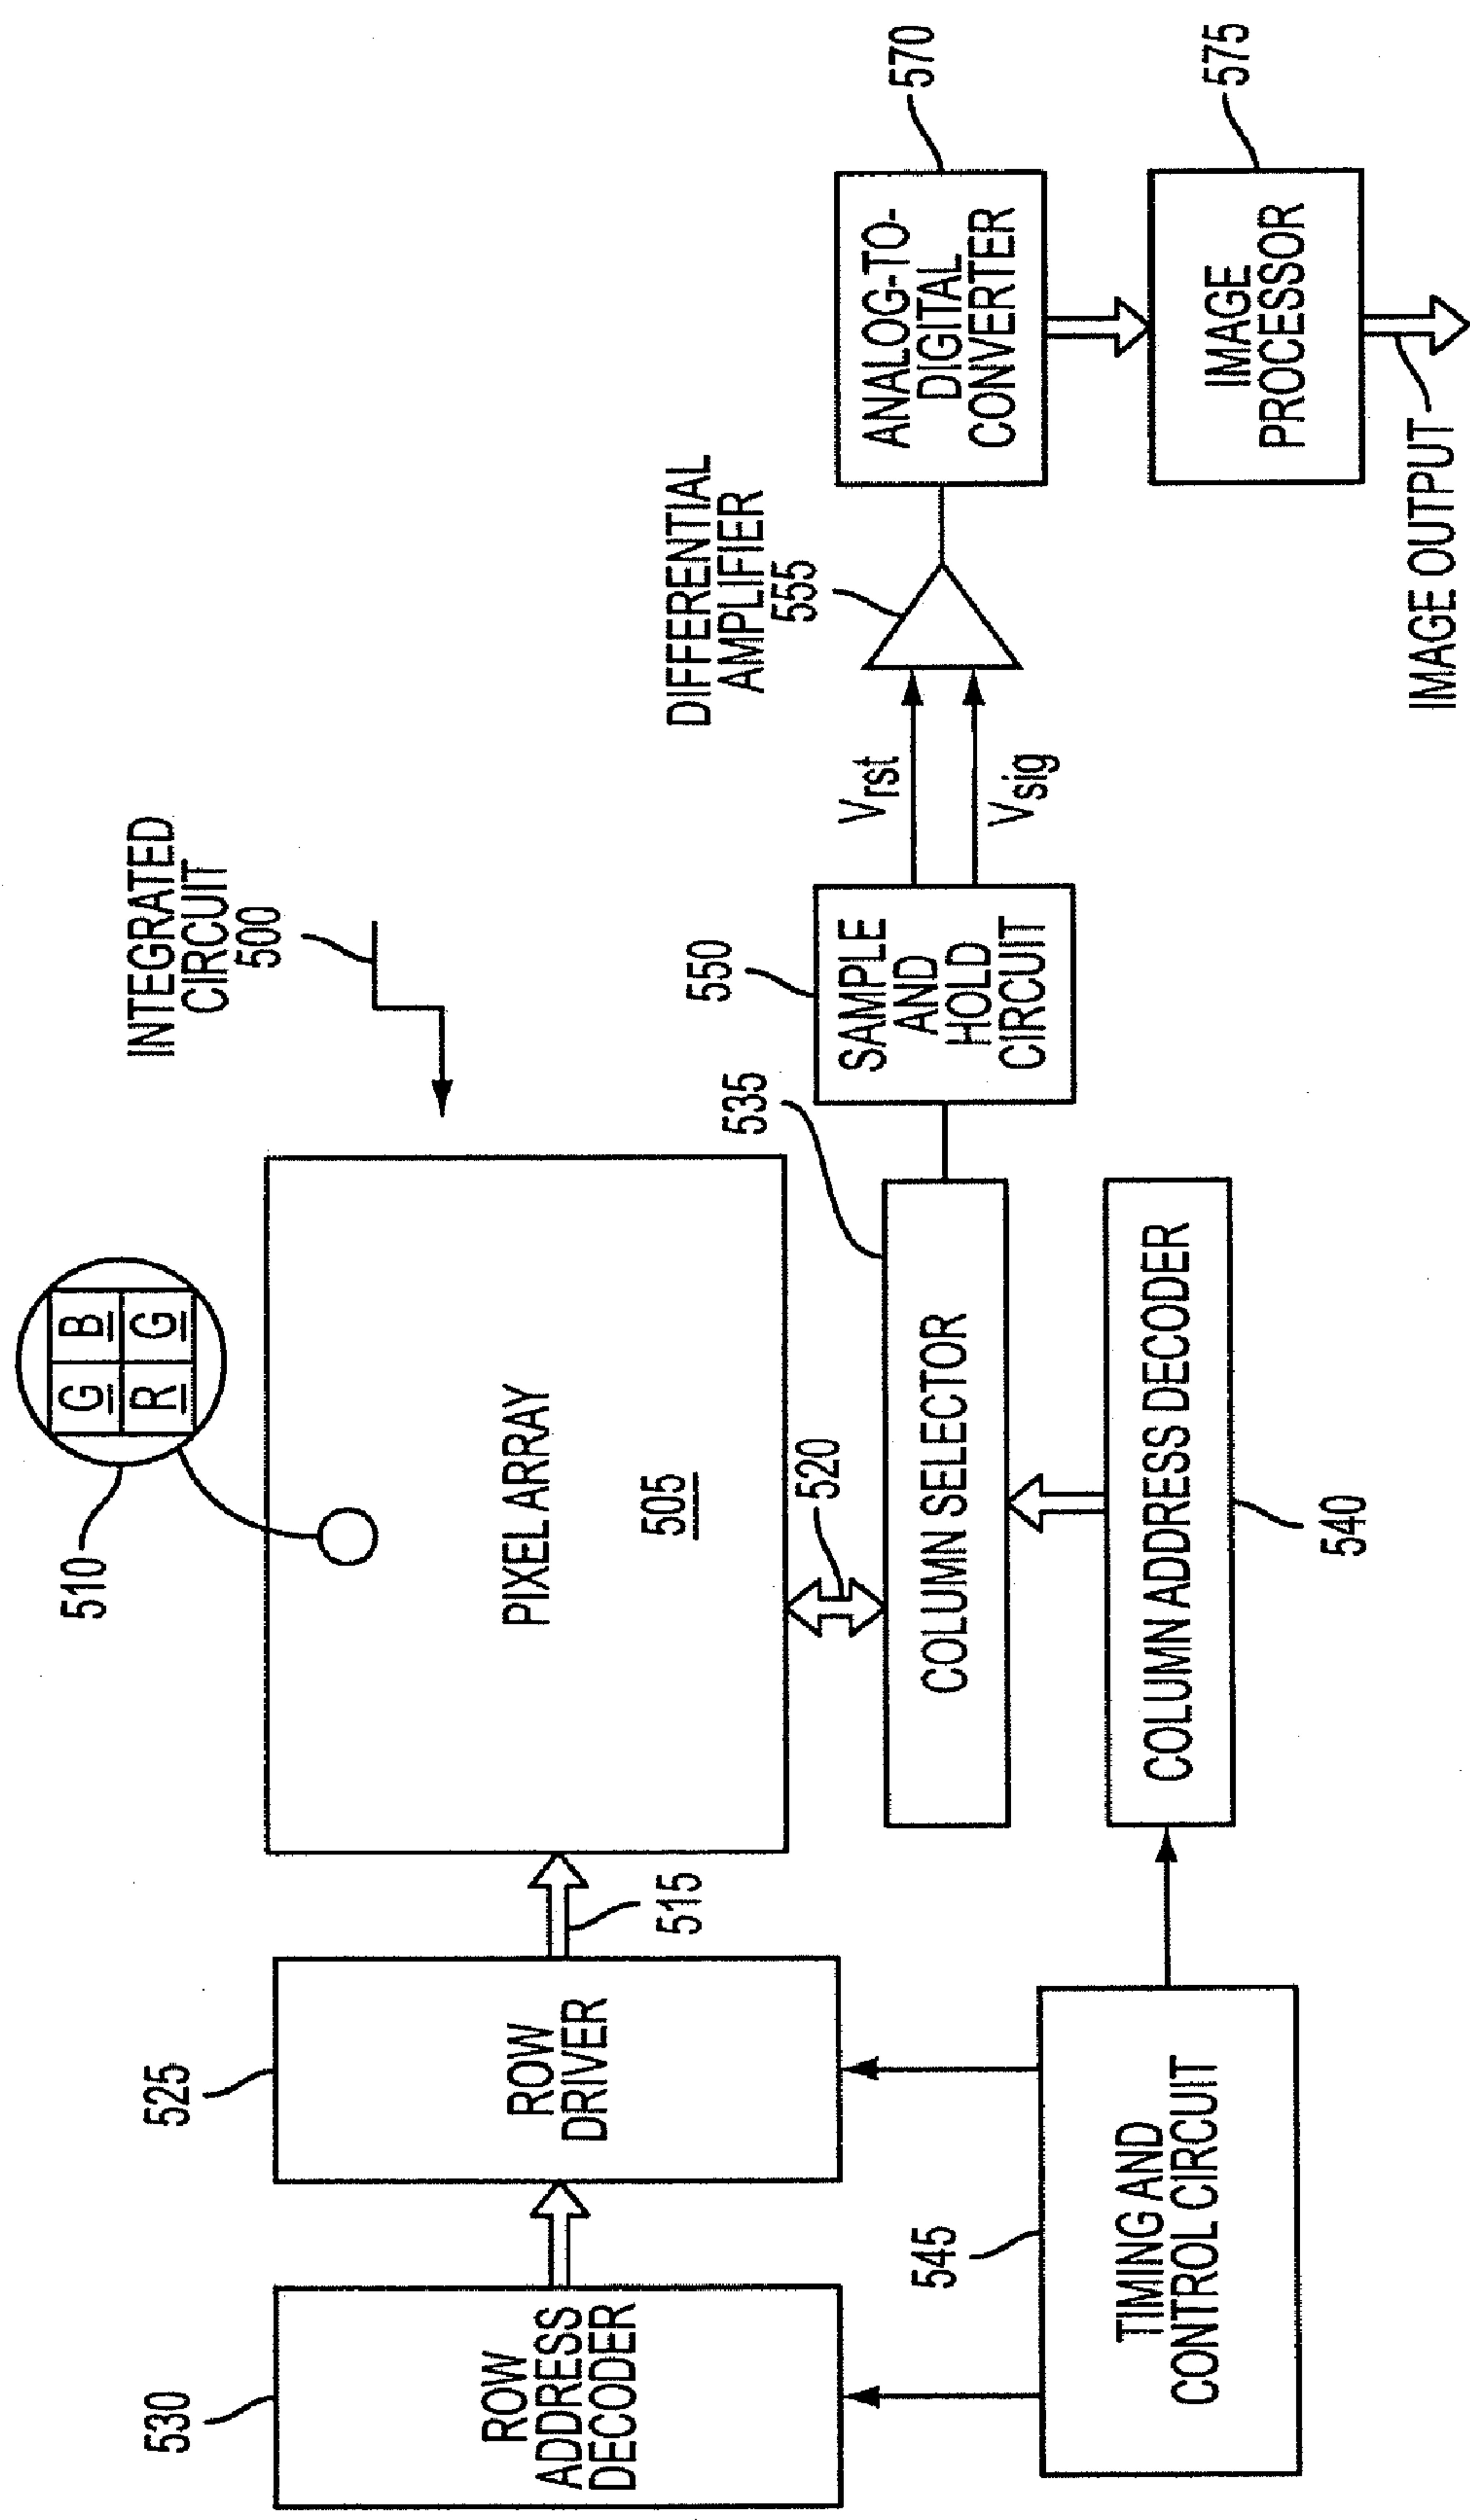 INTEGRATED
CIRCUIT
500
510
G B
R G
PIXEL ARRAY
505
525
530
ROW
ADDRESS
DECODER
ROW
DRIVER
515
520
535
COLUMN SELECTOR
COLUMN ADDRESS DECODER
540
545
TIMING AND
CONTROL CIRCUIT
550
SAMPLE
AND
HOLD
CIRCUIT
Vrst
Vsig
DIFFERENTIAL
AMPLIFIER
555
570
ANALOG-TO-
DIGITAL
CONVERTER
575
IMAGE
PROCESSOR
IMAGE OUTPUT